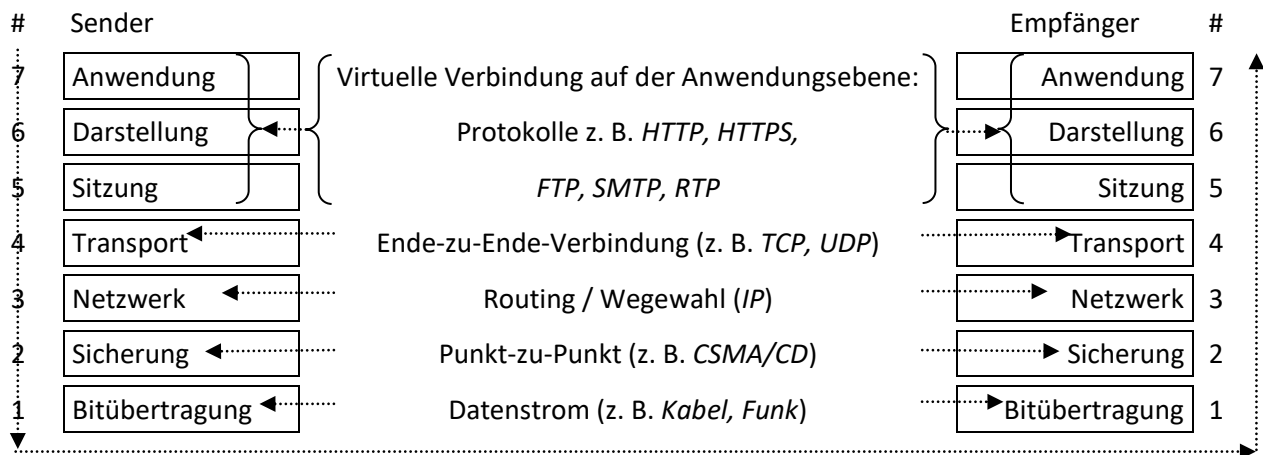 # Sender Empfänger #
7 Anwendung Virtuelle Verbindung auf der Anwendungsebene: Anwendung 7
6 Darstellung Protokolle z. B. HTTP, HTTPS, Darstellung 6
5 Sitzung FTP, SMTP, RTP Sitzung 5
4 Transport Ende-zu-Ende-Verbindung (z. B. TCP, UDP) Transport 4
3 Netzwerk Routing / Wegewahl (IP) Netzwerk 3
2 Sicherung Punkt-zu-Punkt (z. B. CSMA/CD) Sicherung 2
1 Bitübertragung Datenstrom (z. B. Kabel, Funk) Bitübertragung 1